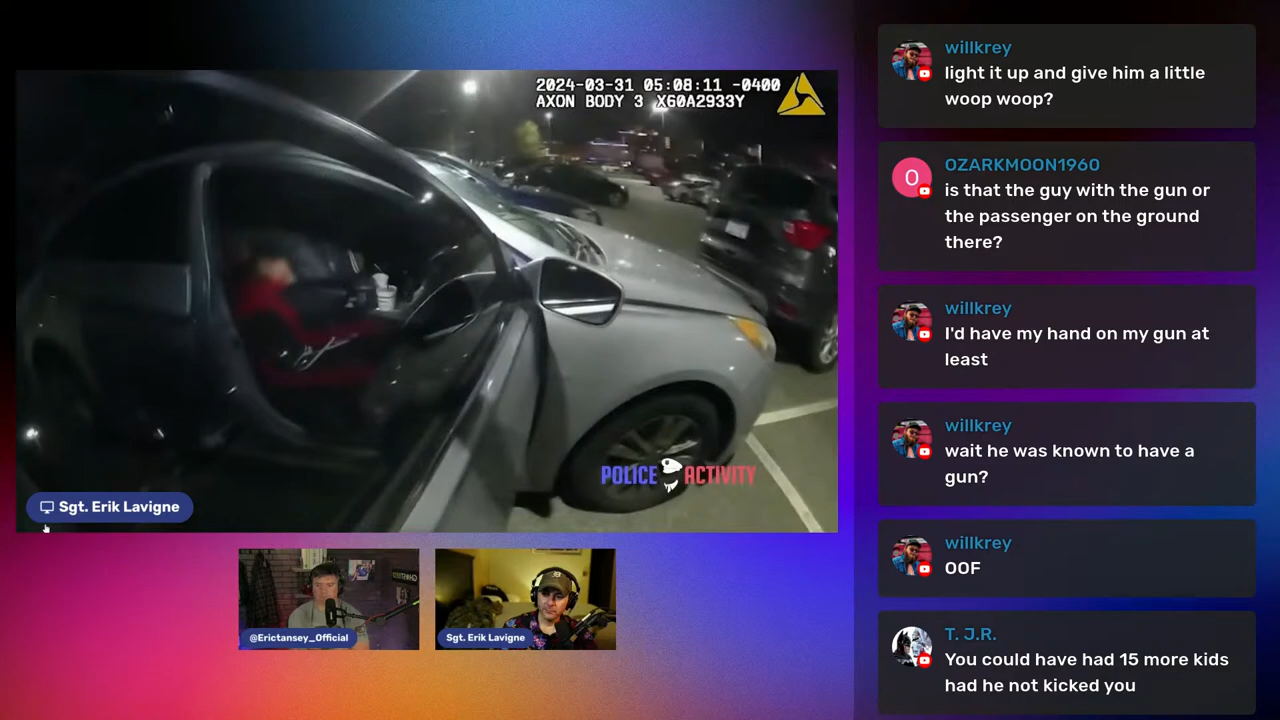 2024-03-31 05:08:11 -0400
AXON BODY 3 X60A2933Y
POLICE ACTIVITY
Sgt. Erik Lavigne
@Erictansey_Official
Sgt. Erik Lavigne
willkrey
light it up and give him a little
woop woop?
O
OZARKMOON1960
is that the guy with the gun or
the passenger on the ground
there?
willkrey
I'd have my hand on my gun at
least
willkrey
wait he was known to have a
gun?
willkrey
OOF
T. J.R.
You could have had 15 more kids
had he not kicked you